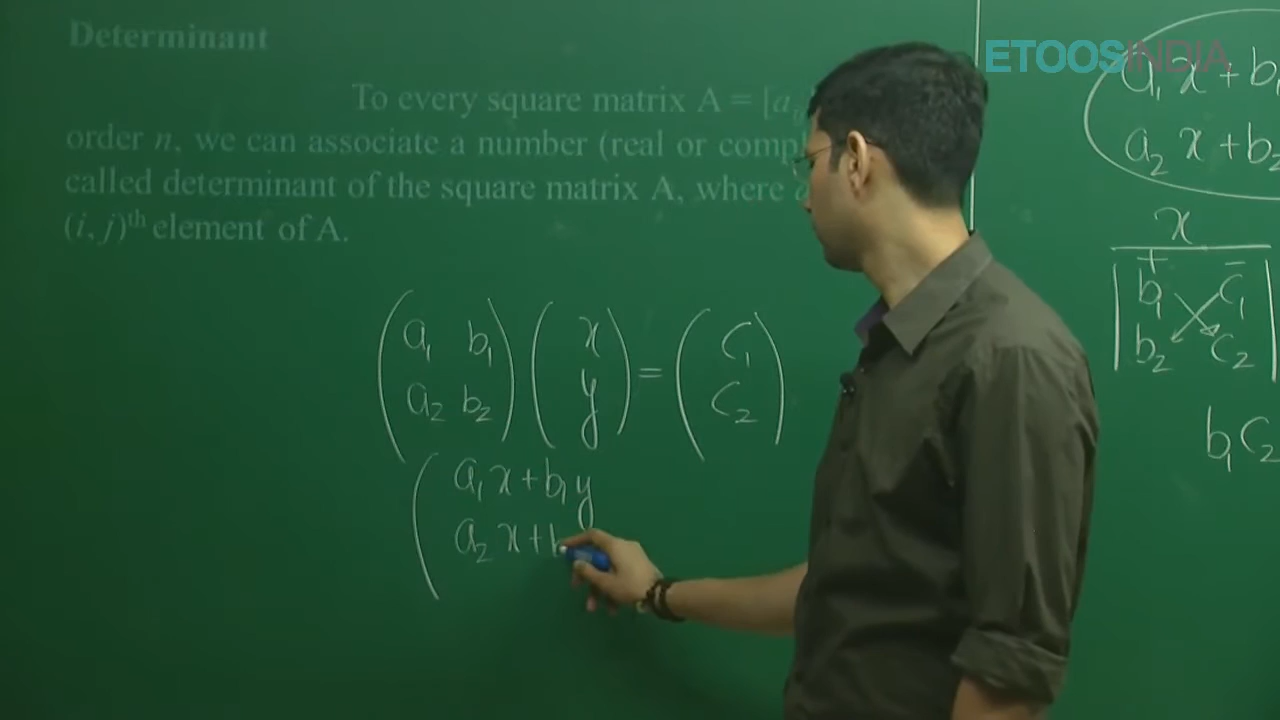 Determinant
To every square matrix A = [a
order n, we can associate a number (real or comp
called determinant of the square matrix A, where
(i, j)th element of A.
(a₁ b₁) (x) = (c₁)
(a₂ b₂) (y) (c₂)
(a₁x + b₁y
a₂x + b
ETOOSINDIA
a₁x + b₁
a₂x + b₂
x
+ −
b₁ c₁
b₂ c₂
b₁c₂